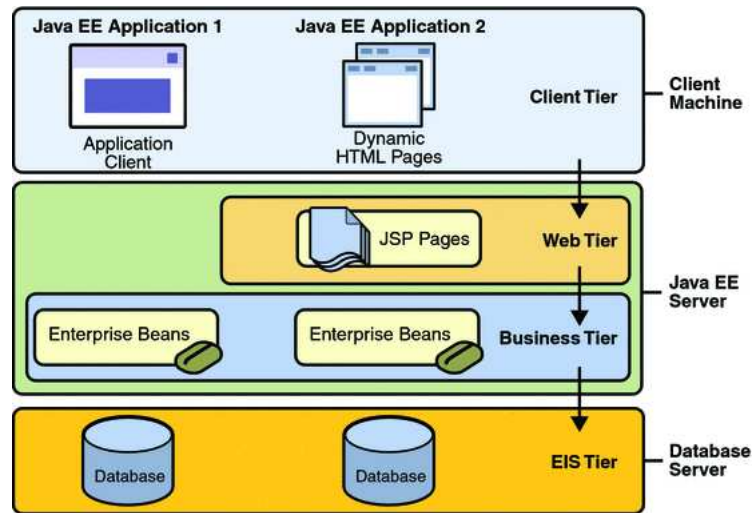 Java EE Application 1
Java EE Application 2
Application
Client
Dynamic
HTML Pages
Client Tier
Client
Machine
JSP Pages
Web Tier
Java EE
Server
Enterprise Beans
Enterprise Beans
Business Tier
Database
Database
EIS Tier
Database
Server